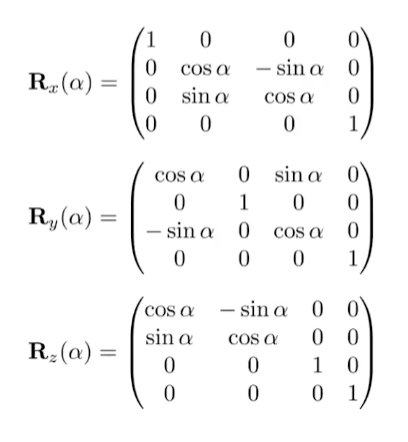 1 0 0 0
0 cos α − sin α 0
𝐑ₓ(α) =
0 sin α cos α 0
0 0 0 1
cos α 0 sin α 0
0 1 0 0
𝐑_y(α) =
− sin α 0 cos α 0
0 0 0 1
cos α − sin α 0 0
sin α cos α 0 0
𝐑_z(α) =
0 0 1 0
0 0 0 1